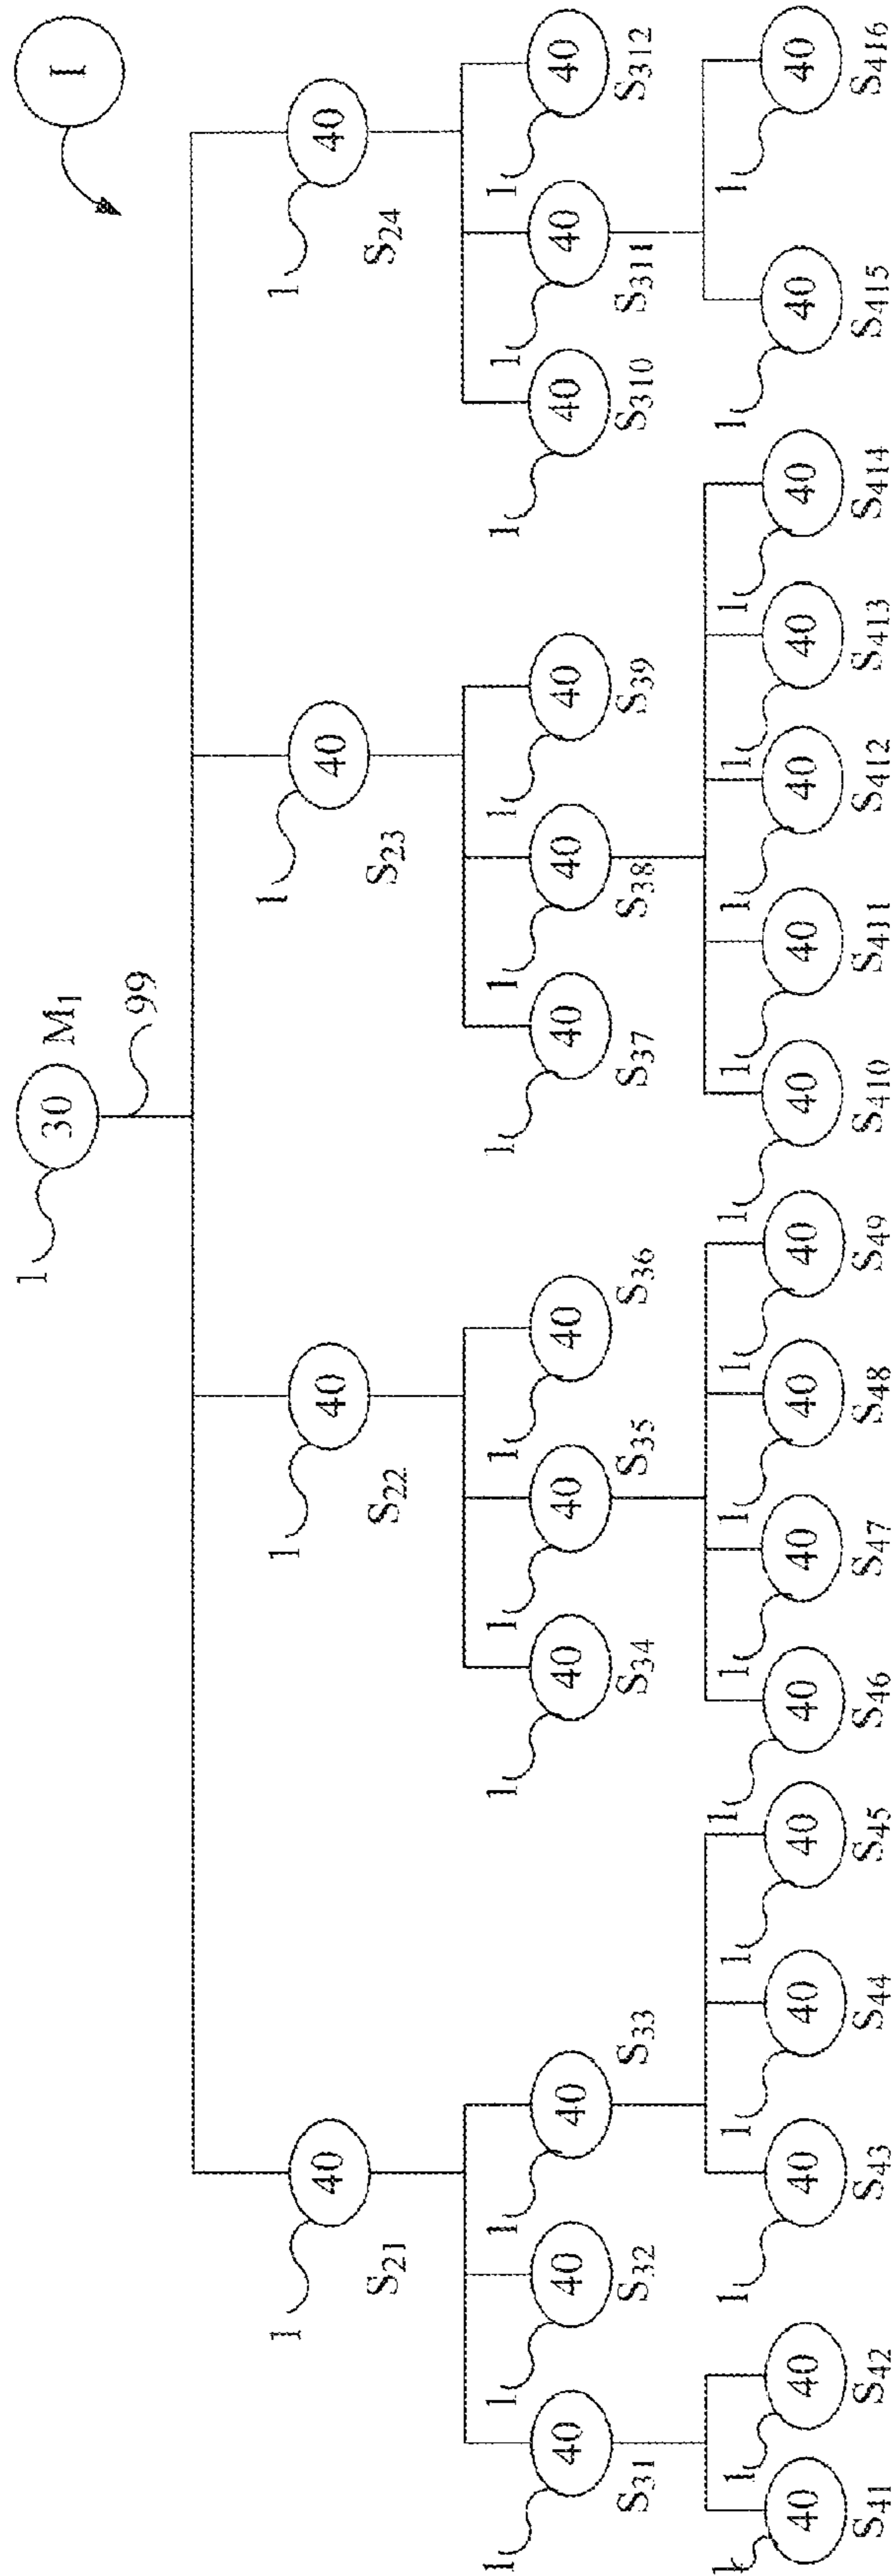 1 30 M₁ I
99
1 1 1 1
40 40 40 40
S₂₁ S₂₂ S₂₃ S₂₄
1 1 1 1 1 1 1 1 1 1 1 1
40 40 40 40 40 40 40 40 40 40 40 40
S₃₁ S₃₂ S₃₃ S₃₄ S₃₅ S₃₆ S₃₇ S₃₈ S₃₉ S₃₁₀ S₃₁₁ S₃₁₂
1 1 1 1 1 1 1 1 1 1 1 1 1 1 1 1
40 40 40 40 40 40 40 40 40 40 40 40 40 40 40 40
S₄₁ S₄₂ S₄₃ S₄₄ S₄₅ S₄₆ S₄₇ S₄₈ S₄₉ S₄₁₀ S₄₁₁ S₄₁₂ S₄₁₃ S₄₁₄ S₄₁₅ S₄₁₆